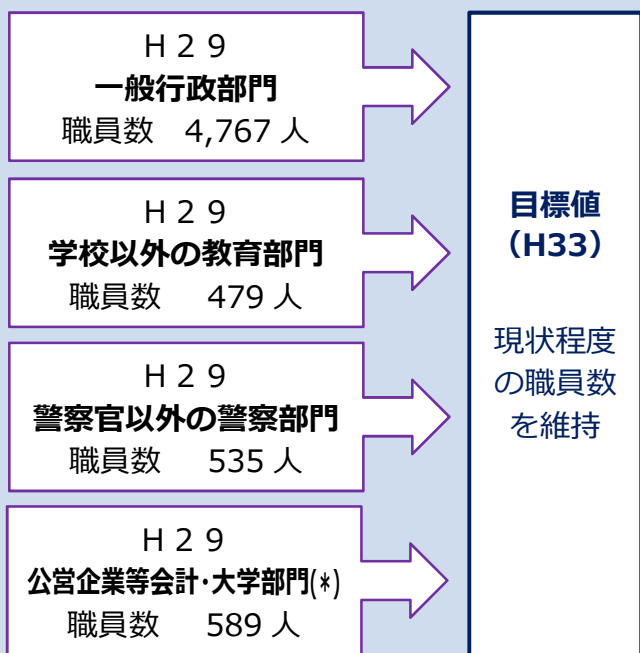 Ｈ２９
一般行政部門
職員数　4,767 人
Ｈ２９
学校以外の教育部門
職員数　479 人
Ｈ２９
警察官以外の警察部門
職員数　535 人
Ｈ２９
公営企業等会計･大学部門(*)
職員数　589 人
目標値
（H33）
現状程度
の職員数
を維持